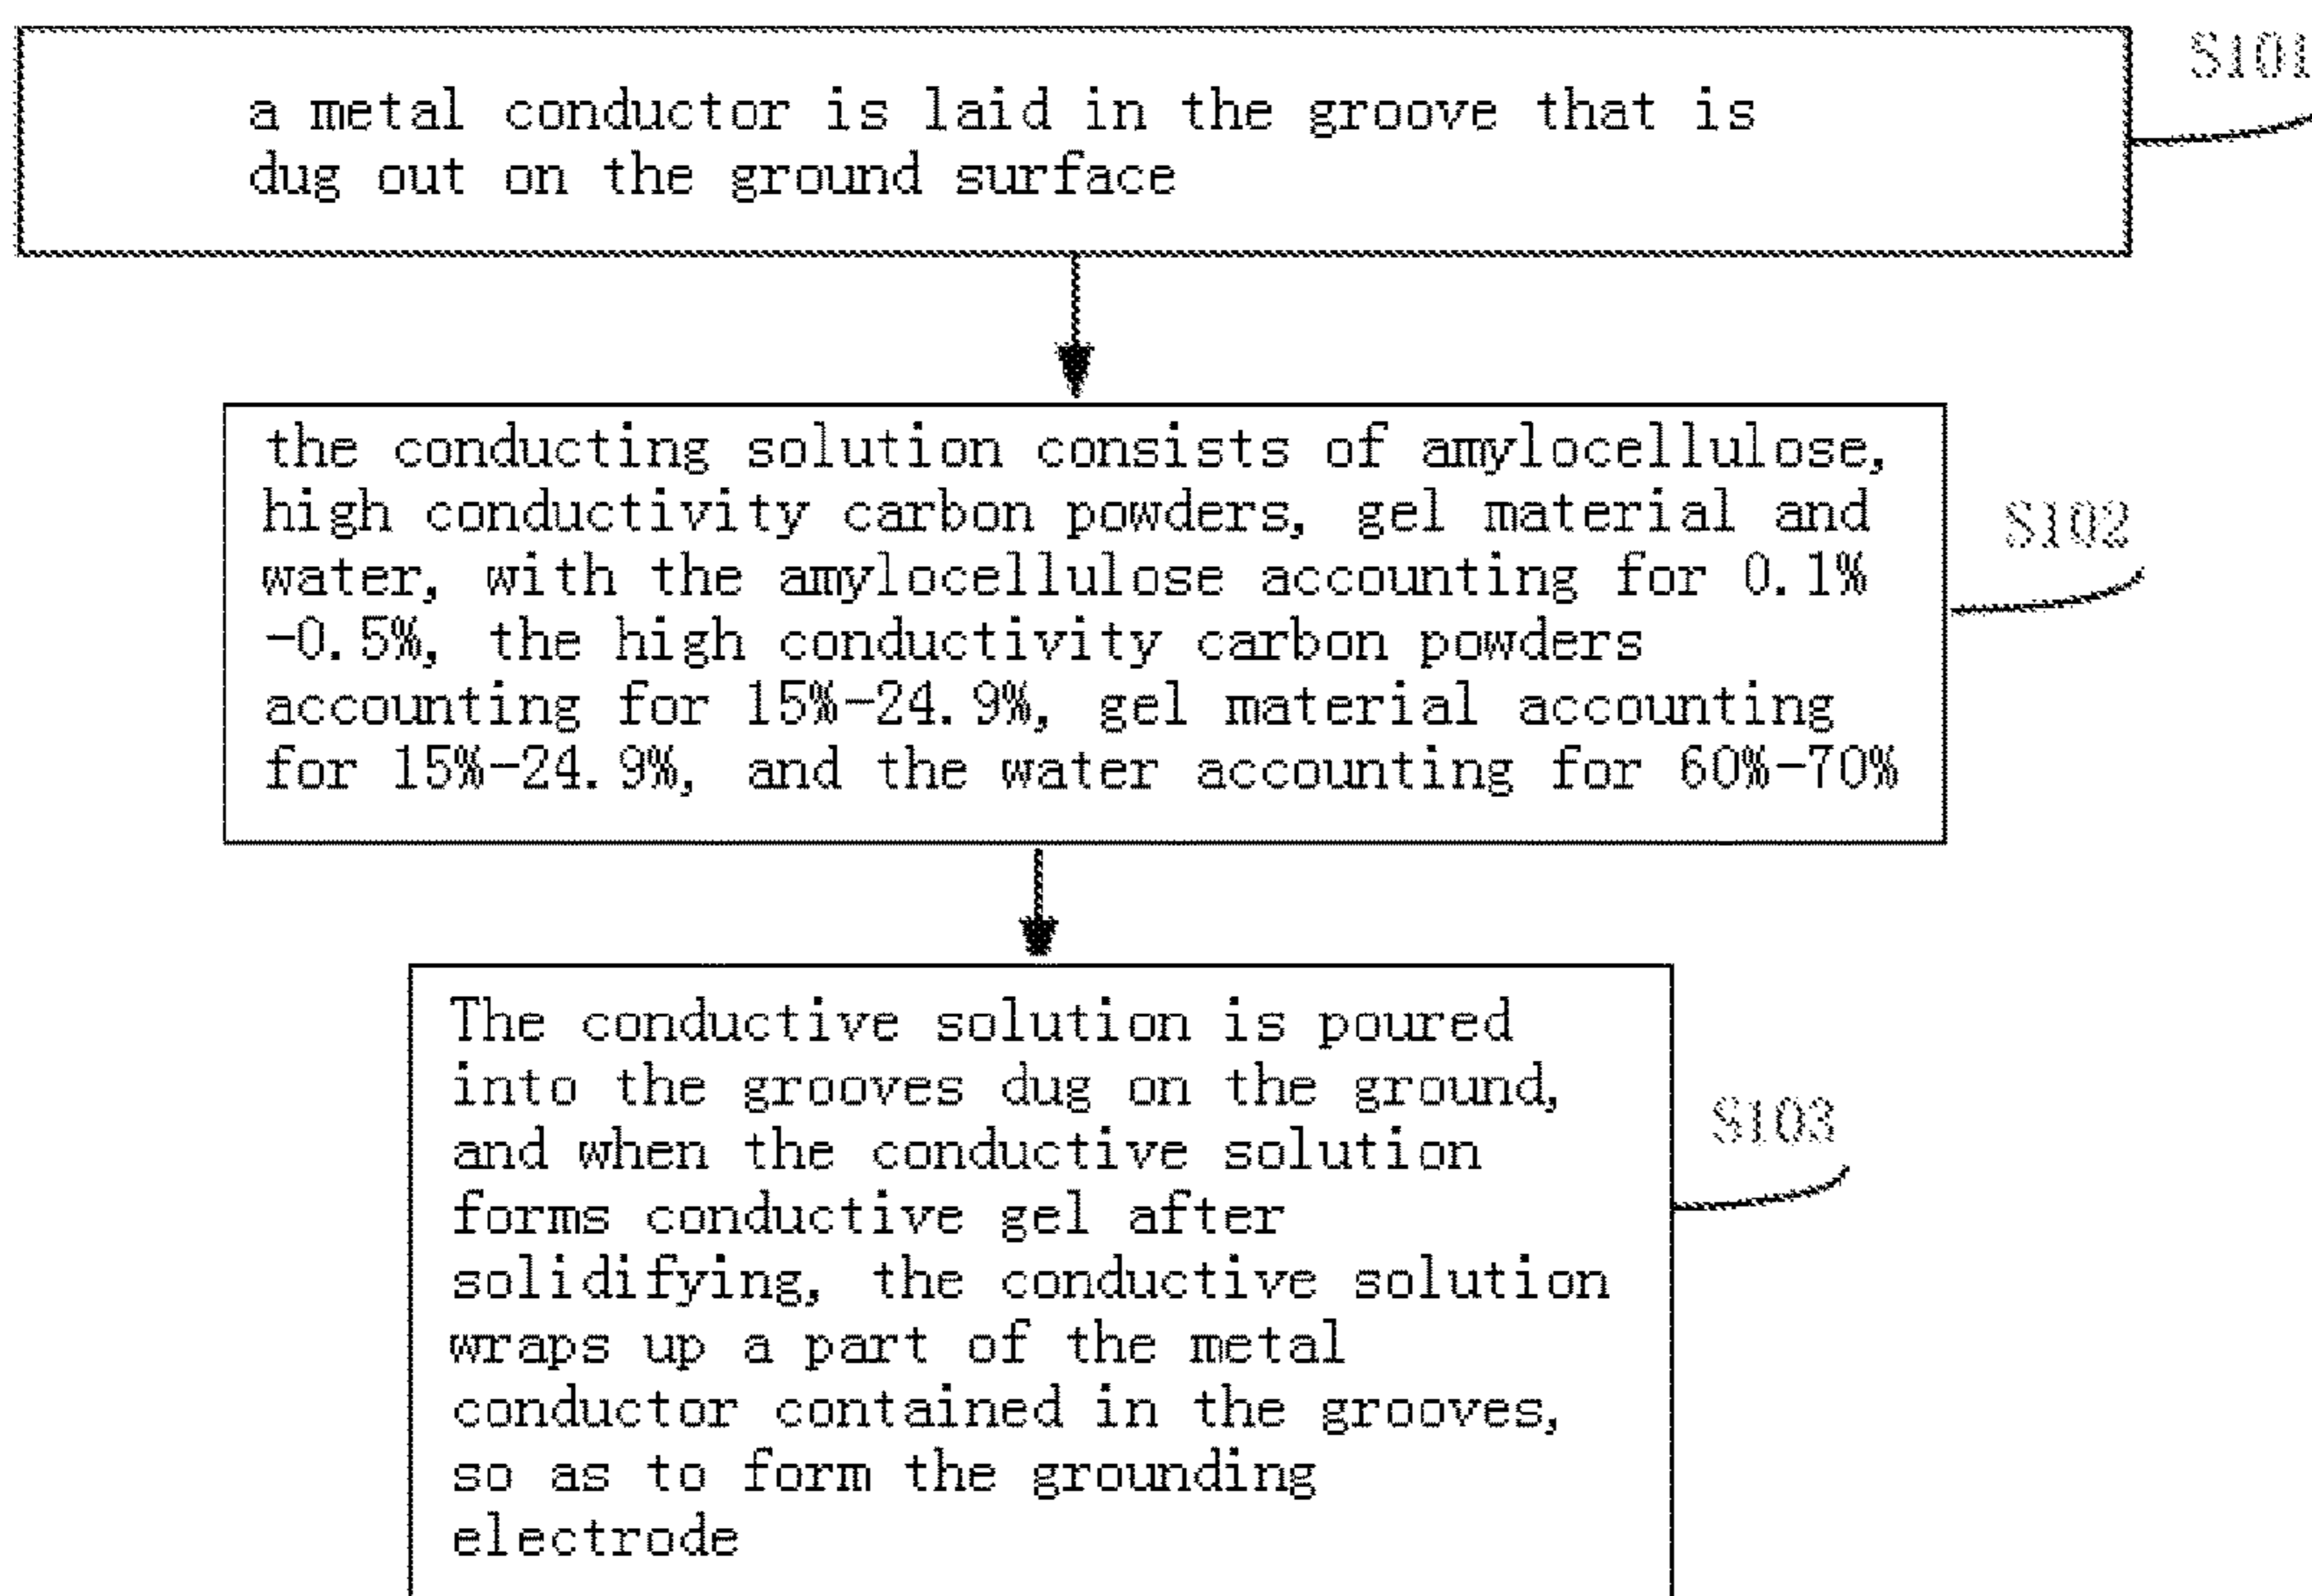 S101
a metal conductor is laid in the groove that is
dug out on the ground surface
the conducting solution consists of amylocellulose,
high conductivity carbon powders, gel material and
water, with the amylocellulose accounting for 0.1%
-0.5%, the high conductivity carbon powders
accounting for 15%-24.9%, gel material accounting
for 15%-24.9%, and the water accounting for 60%-70%
S102
The conductive solution is poured
into the grooves dug on the ground,
and when the conductive solution
forms conductive gel after
solidifying, the conductive solution
wraps up a part of the metal
conductor contained in the grooves,
so as to form the grounding
electrode
S103